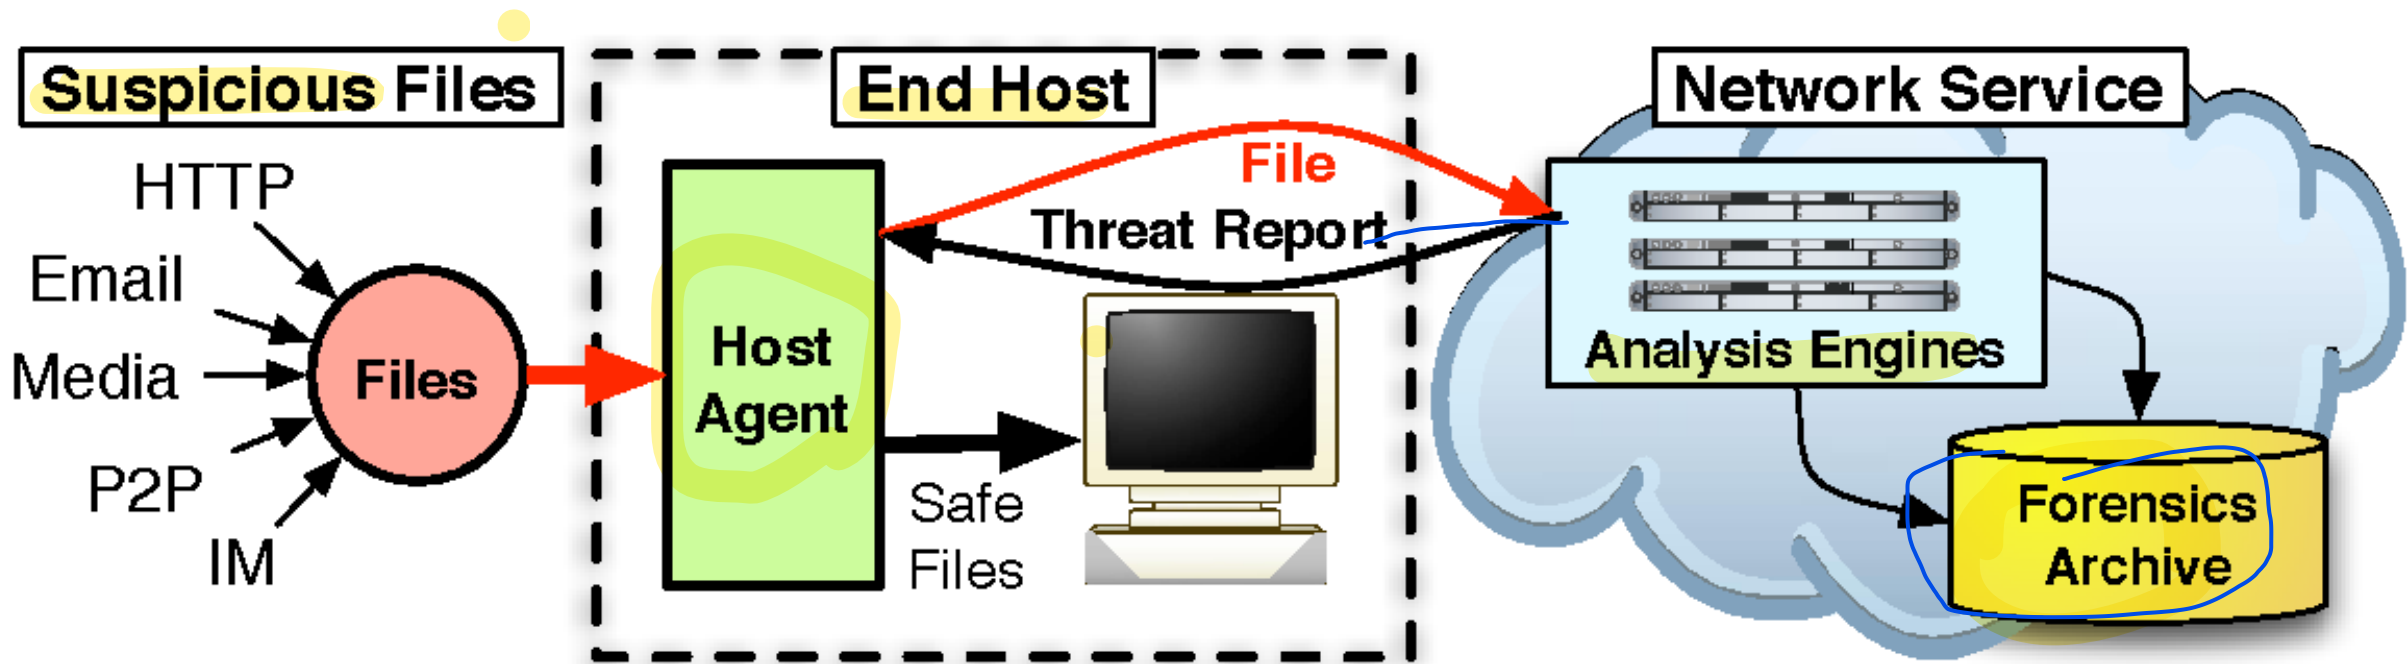 Suspicious Files
HTTP
Email
Media
P2P
IM
Files
End Host
Host
Agent
File
Threat Report
Safe
Files
Network Service
Analysis Engines
Forensics
Archive